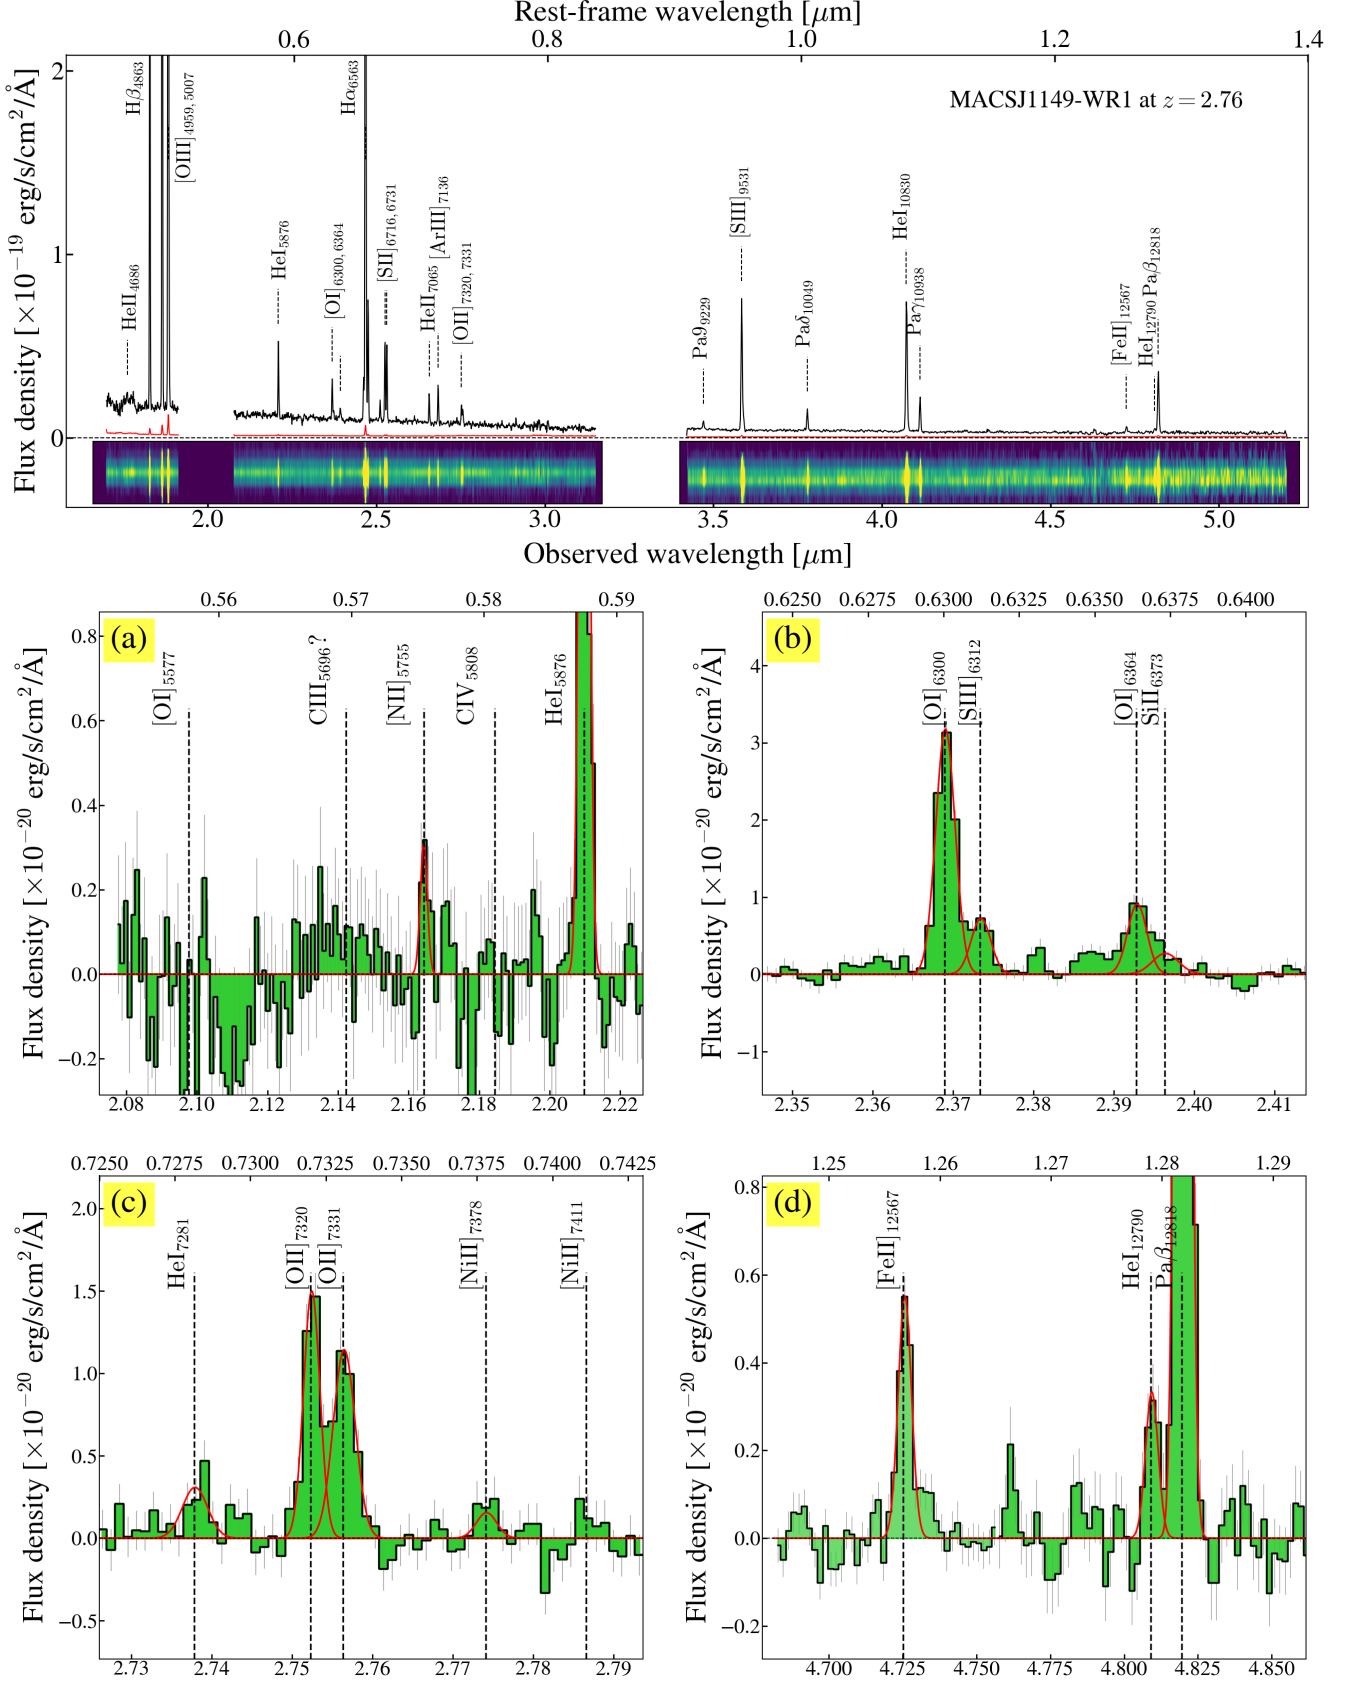 Rest-frame wavelength [μm]
0.6 0.8 1.0 1.2 1.4
Flux density [×10−19 erg/s/cm2/Å]
2
1
0
MACSJ1149-WR1 at z = 2.76
HeII4686
Hβ4863
[OIII]4959, 5007
HeI5876
[OI]6300, 6364
Hα6563
[SII]6716, 6731
HeII7065
[ArIII]7136
[OII]7320, 7331
Pa99229
[SIII]9531
Paδ10049
HeI10830
Paγ10938
[FeII]12567
HeI12790
Paβ12818
2.0 2.5 3.0 3.5 4.0 4.5 5.0
Observed wavelength [μm]
0.56 0.57 0.58 0.59
(a)
Flux density [×10−20 erg/s/cm2/Å]
0.8
0.6
0.4
0.2
0.0
−0.2
[OI]5577
CIII5696?
[NII]5755
CIV5808
HeI5876
2.08 2.10 2.12 2.14 2.16 2.18 2.20 2.22
0.6250 0.6275 0.6300 0.6325 0.6350 0.6375 0.6400
(b)
Flux density [×10−20 erg/s/cm2/Å]
4
3
2
1
0
−1
[OI]6300
[SIII]6312
[OI]6364
SiII6373
2.35 2.36 2.37 2.38 2.39 2.40 2.41
0.7250 0.7275 0.7300 0.7325 0.7350 0.7375 0.7400 0.7425
(c)
Flux density [×10−20 erg/s/cm2/Å]
2.0
1.5
1.0
0.5
0.0
−0.5
HeI7281
[OII]7320
[OII]7331
[NiII]7378
[NiII]7411
2.73 2.74 2.75 2.76 2.77 2.78 2.79
1.25 1.26 1.27 1.28 1.29
(d)
Flux density [×10−20 erg/s/cm2/Å]
0.8
0.6
0.4
0.2
0.0
−0.2
[FeII]12567
HeI12790
Paβ12818
4.700 4.725 4.750 4.775 4.800 4.825 4.850